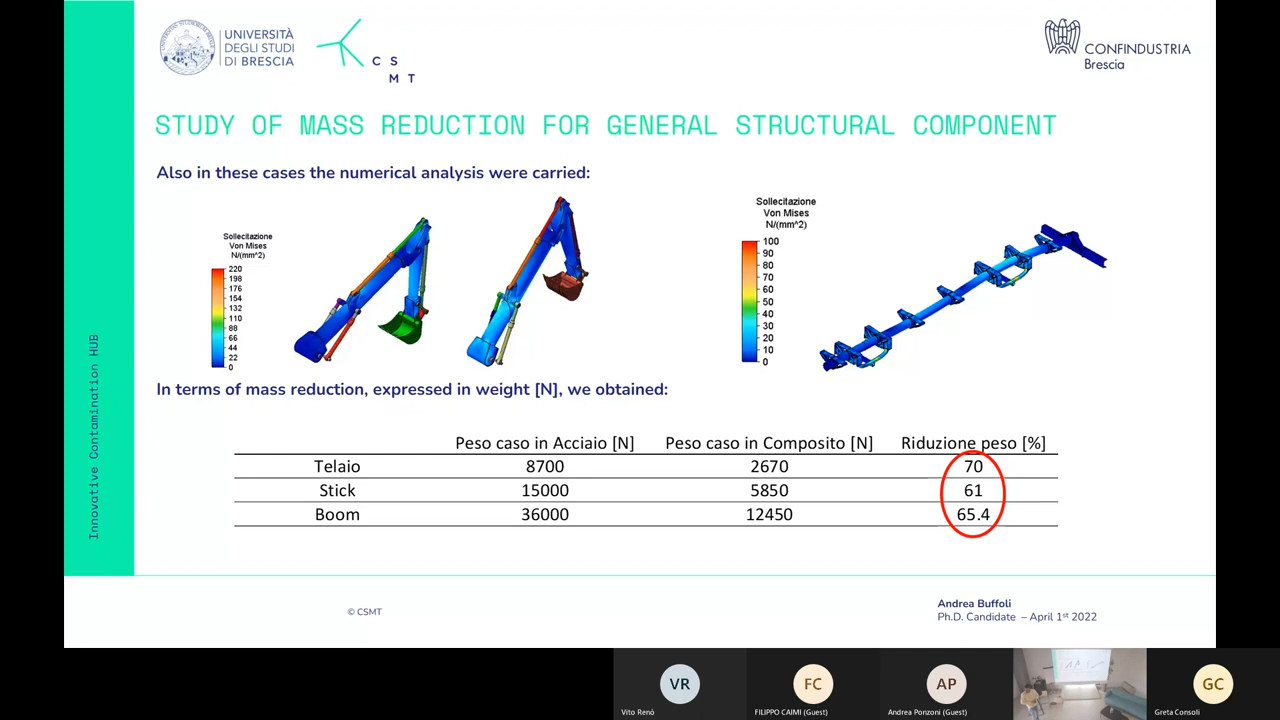 UNIVERSITÀ
DEGLI STUDI
DI BRESCIA
C S
M T
CONFINDUSTRIA
Brescia
STUDY OF MASS REDUCTION FOR GENERAL STRUCTURAL COMPONENT
Also in these cases the numerical analysis were carried:
Sollecitazione
Von Mises
N/(mm^2)
220
198
176
154
132
110
88
66
44
22
0
Sollecitazione
Von Mises
N/(mm^2)
100
90
80
70
60
50
40
30
20
10
0
In terms of mass reduction, expressed in weight [N], we obtained:
Peso caso in Acciaio [N] Peso caso in Composito [N] Riduzione peso [%]
Telaio 8700 2670 70
Stick 15000 5850 61
Boom 36000 12450 65.4
Innovative Contamination HUB
© CSMT
Andrea Buffoli
Ph.D. Candidate – April 1st 2022
VR
Vito Renò
FC
FILIPPO CAIMI (Guest)
AP
Andrea Ponzoni (Guest)
GC
Greta Consoli